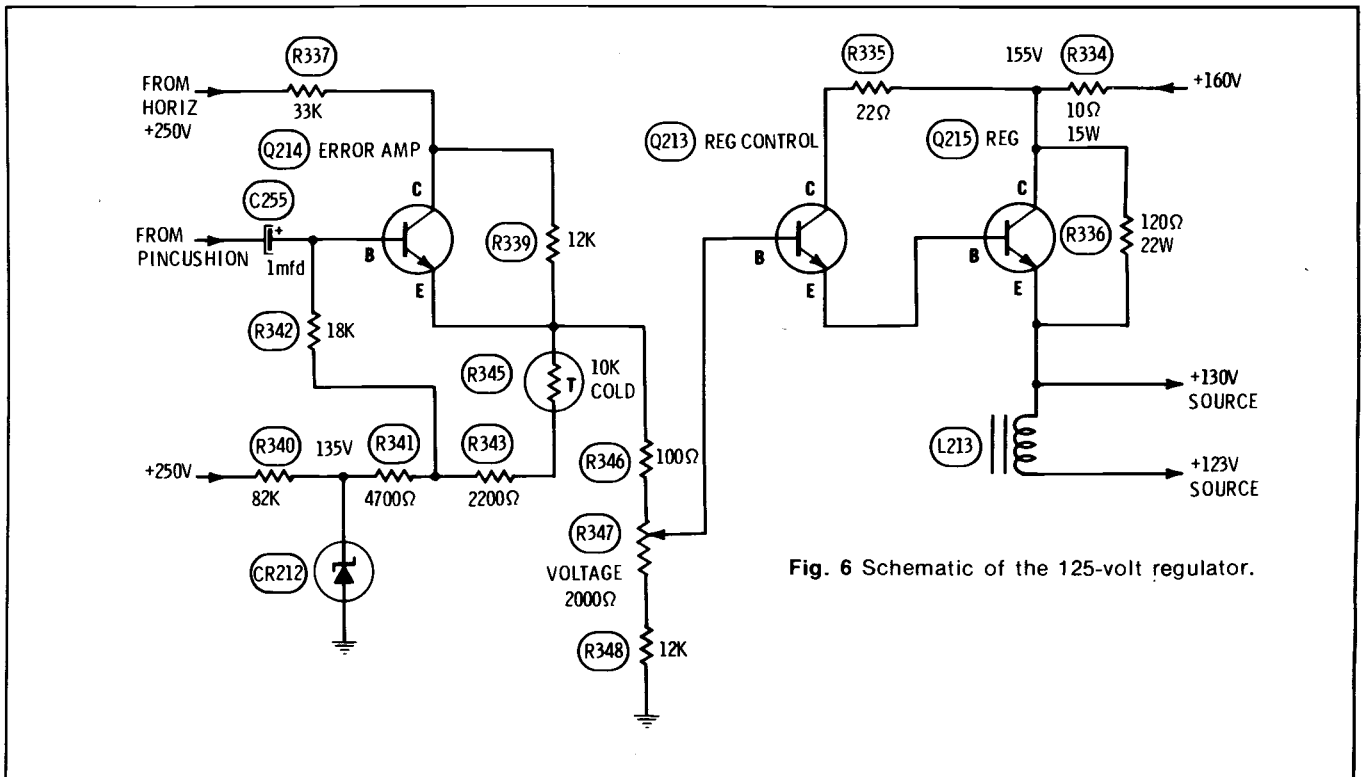 R337
FROM
HORIZ
+250V
33K
Q214 ERROR AMP
C255
C
FROM
PINCUSHION
+
1mfd
B
E
R339
12K
R342
18K
R345
T
10K
COLD
+250V
R340
82K
135V
R341
4700Ω
R343
2200Ω
CR212
R346
100Ω
R347
VOLTAGE
2000Ω
R348
12K
R335
22Ω
155V
R334
10Ω
15W
+160V
Q213 REG CONTROL
C
B
E
Q215 REG
C
B
E
R336
120Ω
22W
+130V
SOURCE
L213
+123V
SOURCE
Fig. 6 Schematic of the 125-volt regulator.